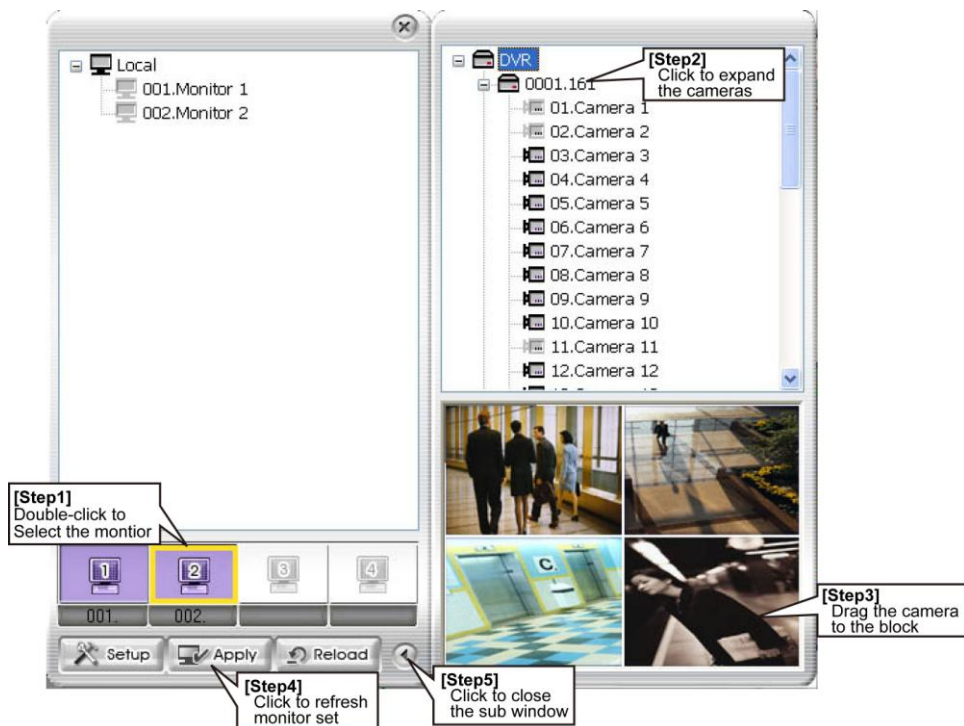 Local
001.Monitor 1
002.Monitor 2
[Step1]
Double-click to
Select the montior
1
2
3
4
001.
002.
Setup
Apply
Reload
[Step4]
Click to refresh
monitor set
DVR
[Step2]
Click to expand
the cameras
0001.161
01.Camera 1
02.Camera 2
03.Camera 3
04.Camera 4
05.Camera 5
06.Camera 6
07.Camera 7
08.Camera 8
09.Camera 9
10.Camera 10
11.Camera 11
12.Camera 12
C.
[Step3]
Drag the camera
to the block
[Step5]
Click to close
the sub window